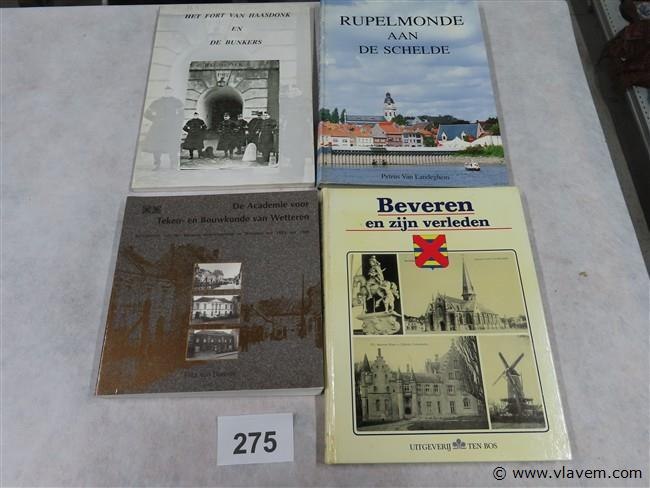 HET FORT VAN HAASDONK
EN
DE BUNKERS
RUPELMONDE
AAN
DE SCHELDE
Petrus Van Landeghem
De Academie voor
Teken- en Bouwkunde van Wetteren
Beveren
en zijn verleden
UITGEVERIJ TEN BOS
275
© www.vlavem.com